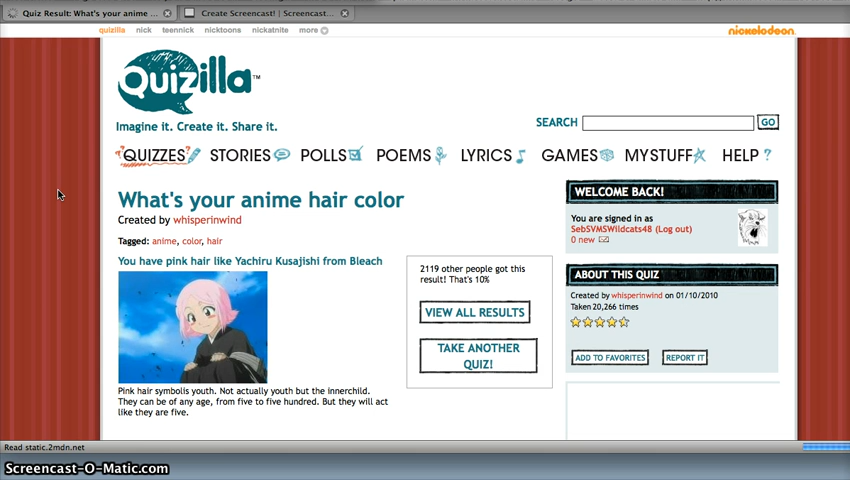 Quiz Result: What's your anime ...
Create Screencast! | Screencast...
quizilla nick teennick nicktoons nickatnite more
nickelodeon
Quizilla™
Imagine it. Create it. Share it.
SEARCH GO
QUIZZES STORIES POLLS POEMS LYRICS GAMES MYSTUFF HELP ?
What's your anime hair color
Created by whisperinwind
Tagged: anime, color, hair
You have pink hair like Yachiru Kusajishi from Bleach
Pink hair symbolis youth. Not actually youth but the innerchild.
They can be of any age, from five to five hundred. But they will act
like they are five.
2119 other people got this
result! That's 10%
VIEW ALL RESULTS
TAKE ANOTHER
QUIZ!
WELCOME BACK!
You are signed in as
SebSVMSWildcats48 (Log out)
0 new
ABOUT THIS QUIZ
Created by whisperinwind on 01/10/2010
Taken 20,266 times
ADD TO FAVORITES REPORT IT
Read static.2mdn.net
Screencast-O-Matic.com